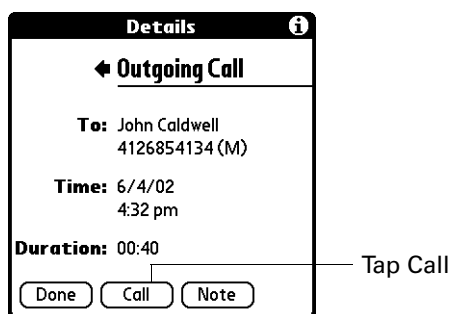 Details
Outgoing Call
To: John Caldwell
4126854134 (M)
Time: 6/4/02
4:32 pm
Duration: 00:40
Done Call Note
Tap Call